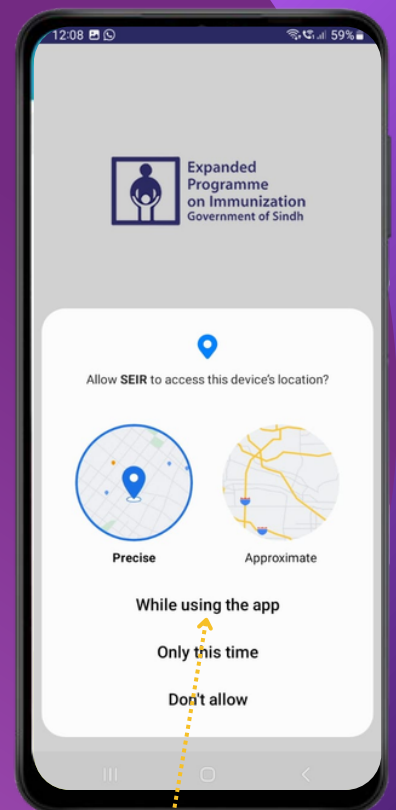 12:08
59%
Expanded
Programme
on Immunization
Government of Sindh
Allow SEIR to access this device's location?
Precise
Approximate
While using the app
Only this time
Don't allow